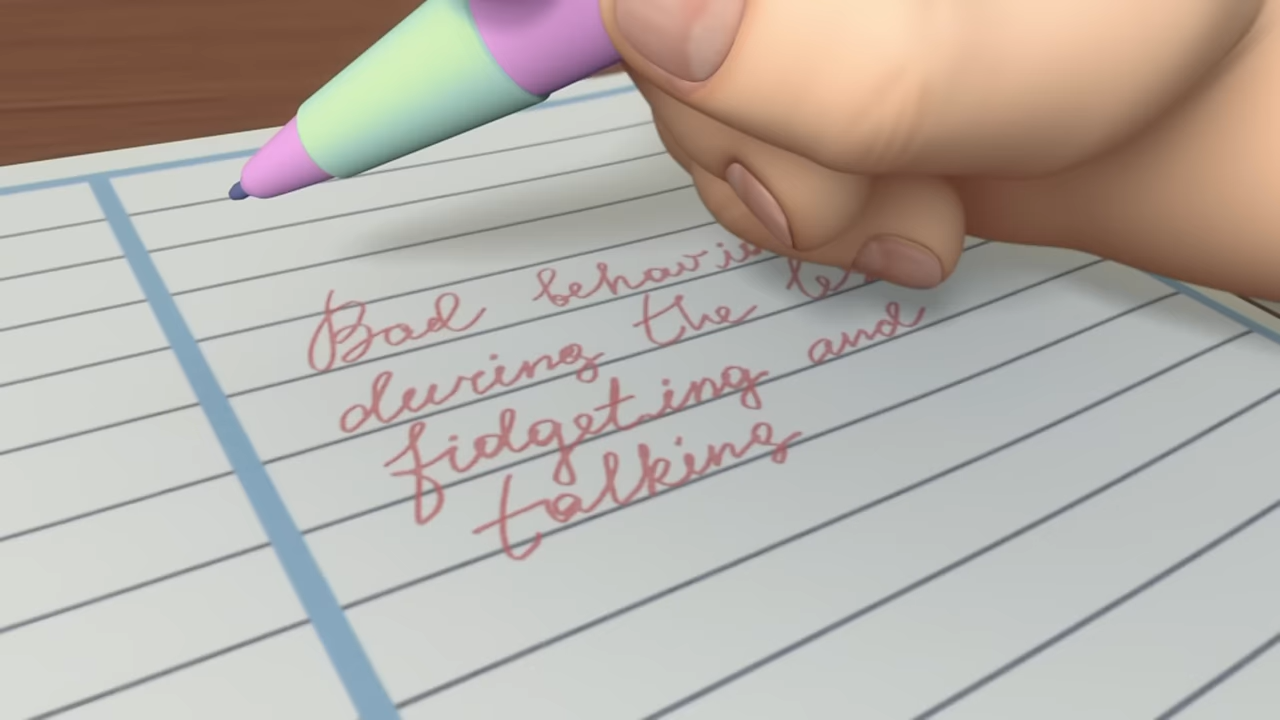 Bad
during the
fidgeting and
talking